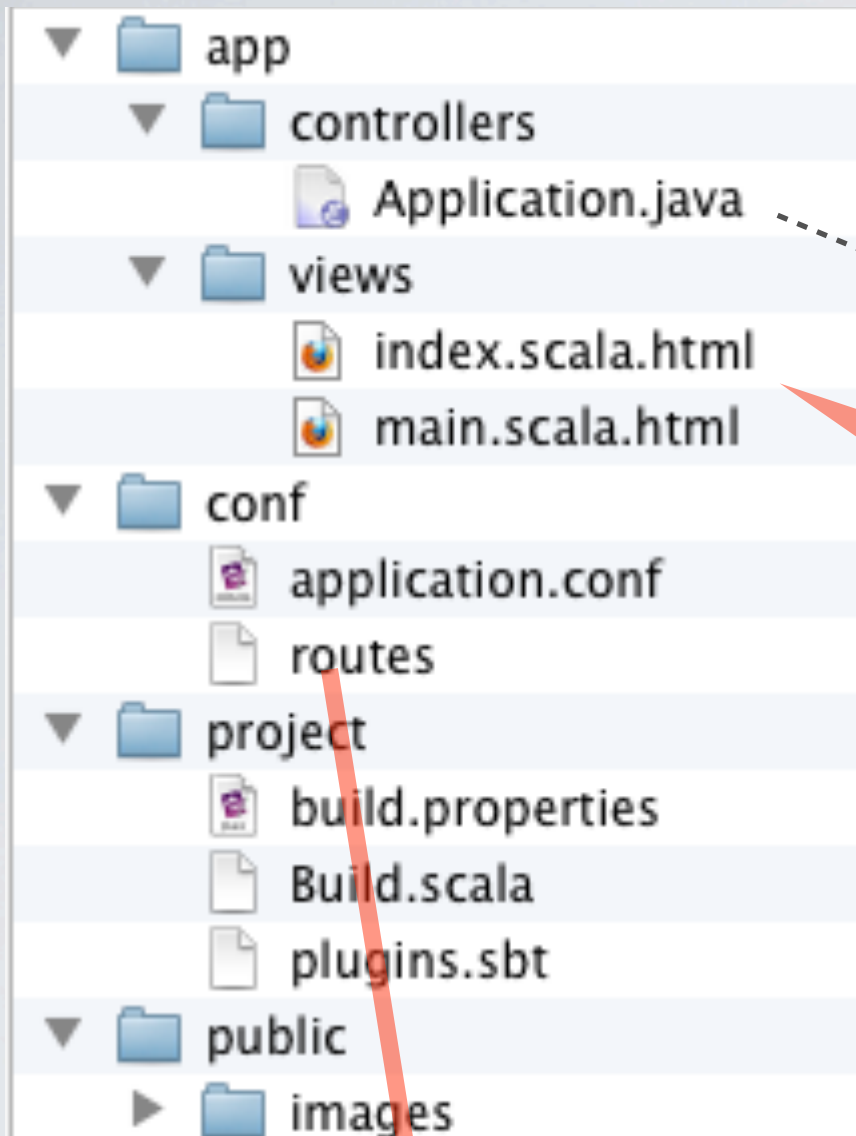 app
controllers
Application.java
views
index.scala.html
main.scala.html
conf
application.conf
routes
project
build.properties
Build.scala
plugins.sbt
public
images